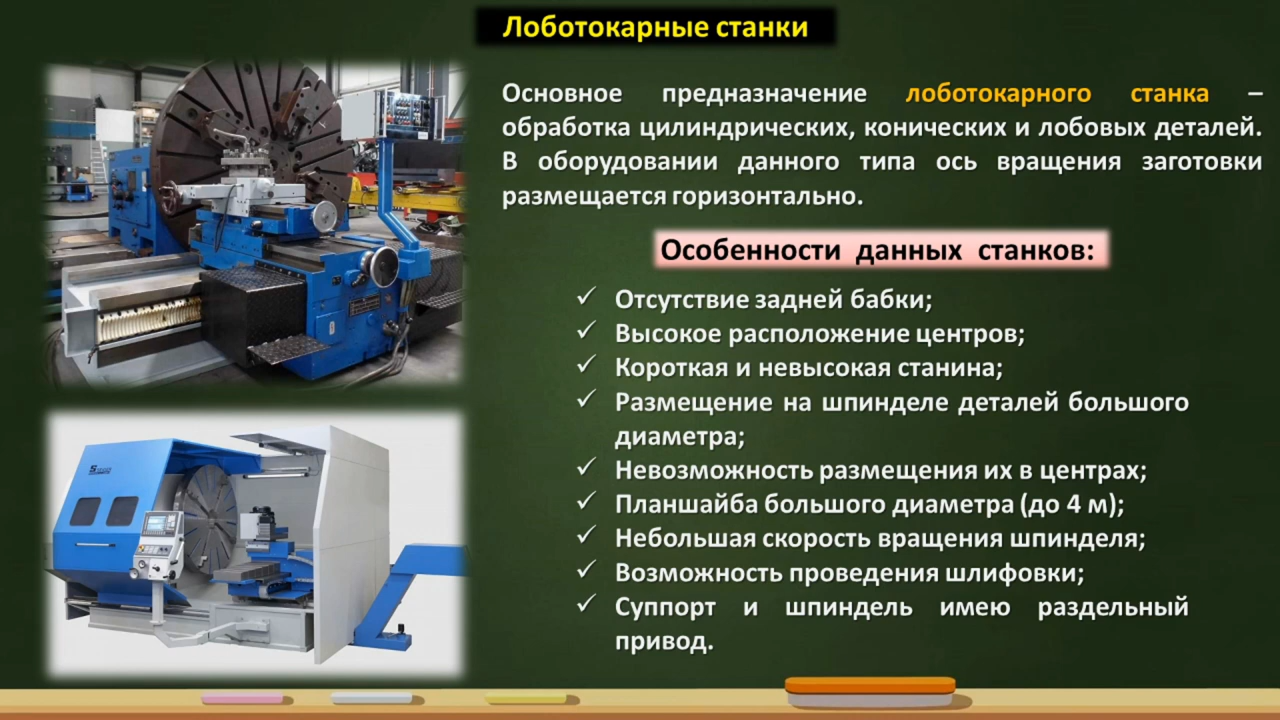 Лоботокарные станки
Основное предназначение лоботокарного станка –
обработка цилиндрических, конических и лобовых деталей.
В оборудовании данного типа ось вращения заготовки
размещается горизонтально.
Особенности данных станков:
✓ Отсутствие задней бабки;
✓ Высокое расположение центров;
✓ Короткая и невысокая станина;
✓ Размещение на шпинделе деталей большого
диаметра;
✓ Невозможность размещения их в центрах;
✓ Планшайба большого диаметра (до 4 м);
✓ Небольшая скорость вращения шпинделя;
✓ Возможность проведения шлифовки;
✓ Суппорт и шпиндель имею раздельный
привод.